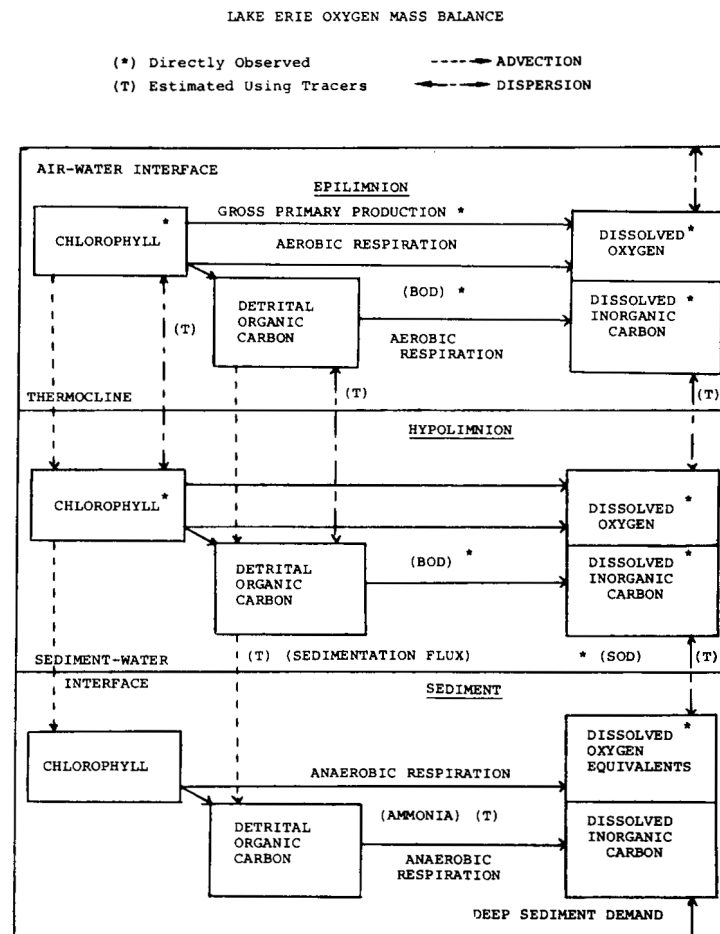 LAKE ERIE OXYGEN MASS BALANCE
(*) Directly Observed
ADVECTION
(T) Estimated Using Tracers
DISPERSION
AIR-WATER INTERFACE
EPILIMNION
GROSS PRIMARY PRODUCTION *
CHLOROPHYLL *
AEROBIC RESPIRATION
DISSOLVED *
OXYGEN
(BOD) *
DETRITAL
ORGANIC
CARBON
AEROBIC
RESPIRATION
DISSOLVED *
INORGANIC
CARBON
(T)
(T)
(T)
THERMOCLINE
HYPOLIMNION
CHLOROPHYLL *
DISSOLVED *
OXYGEN
DETRITAL
ORGANIC
CARBON
(BOD) *
DISSOLVED *
INORGANIC
CARBON
SEDIMENT-WATER
INTERFACE
(T) (SEDIMENTATION FLUX)
* (SOD)
(T)
SEDIMENT
CHLOROPHYLL
ANAEROBIC RESPIRATION
DISSOLVED *
OXYGEN
EQUIVALENTS
DETRITAL
ORGANIC
CARBON
(AMMONIA) (T)
ANAEROBIC
RESPIRATION
DISSOLVED
INORGANIC
CARBON
DEEP SEDIMENT DEMAND